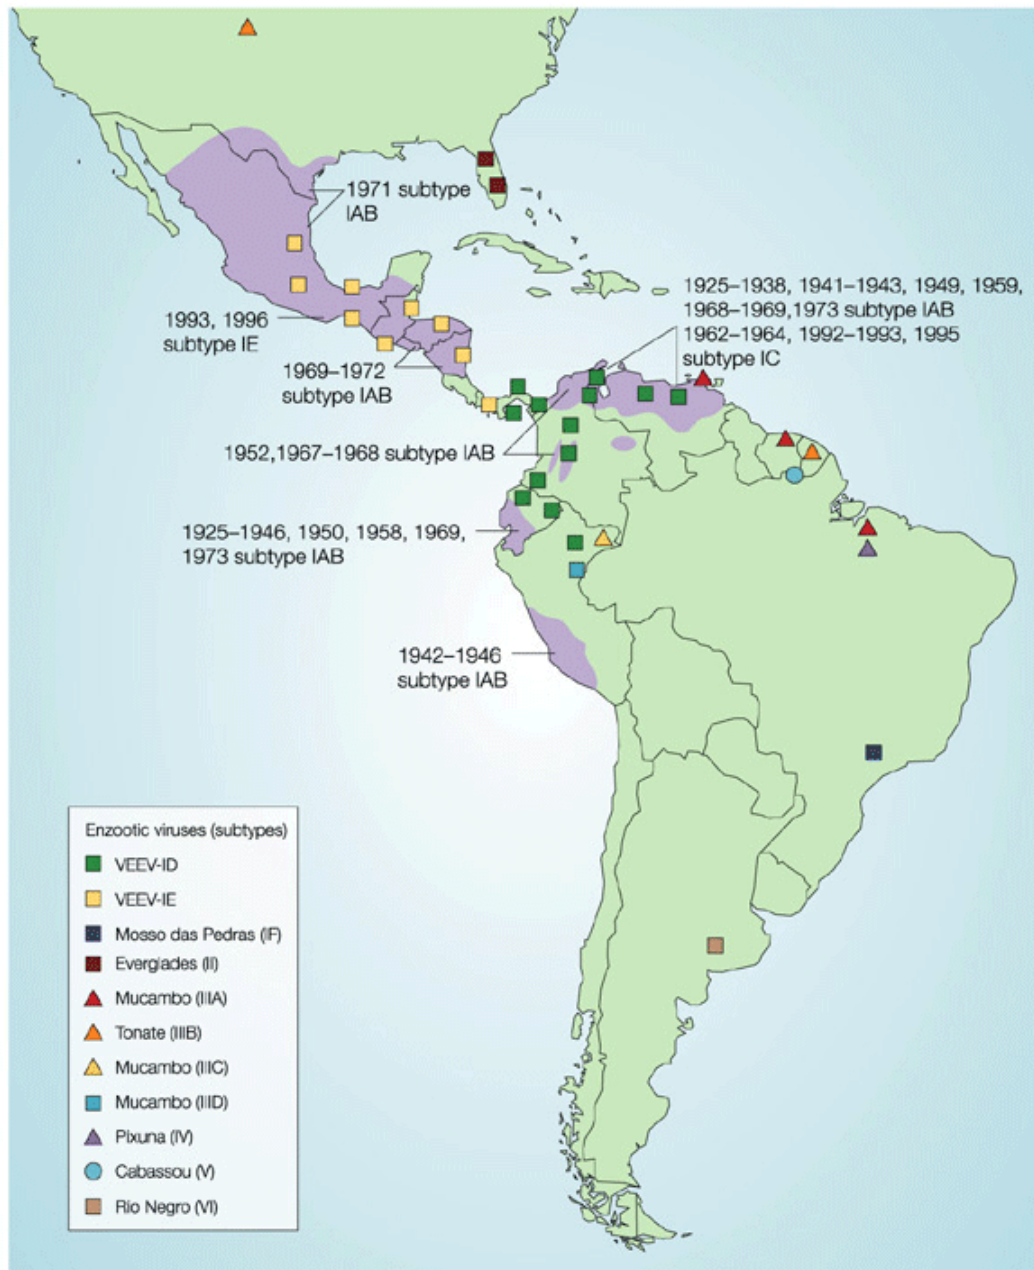 1971 subtype
IAB
1925–1938, 1941–1943, 1949, 1959,
1968–1969,1973 subtype IAB
1962–1964, 1992–1993, 1995
subtype IC
1993, 1996
subtype IE
1969–1972
subtype IAB
1952,1967–1968 subtype IAB
1925–1946, 1950, 1958, 1969,
1973 subtype IAB
1942–1946
subtype IAB
Enzootic viruses (subtypes)
VEEV-ID
VEEV-IE
Mosso das Pedras (IF)
Everglades (II)
Mucambo (IIIA)
Tonate (IIIB)
Mucambo (IIIC)
Mucambo (IIID)
Pixuna (IV)
Cabassou (V)
Rio Negro (VI)